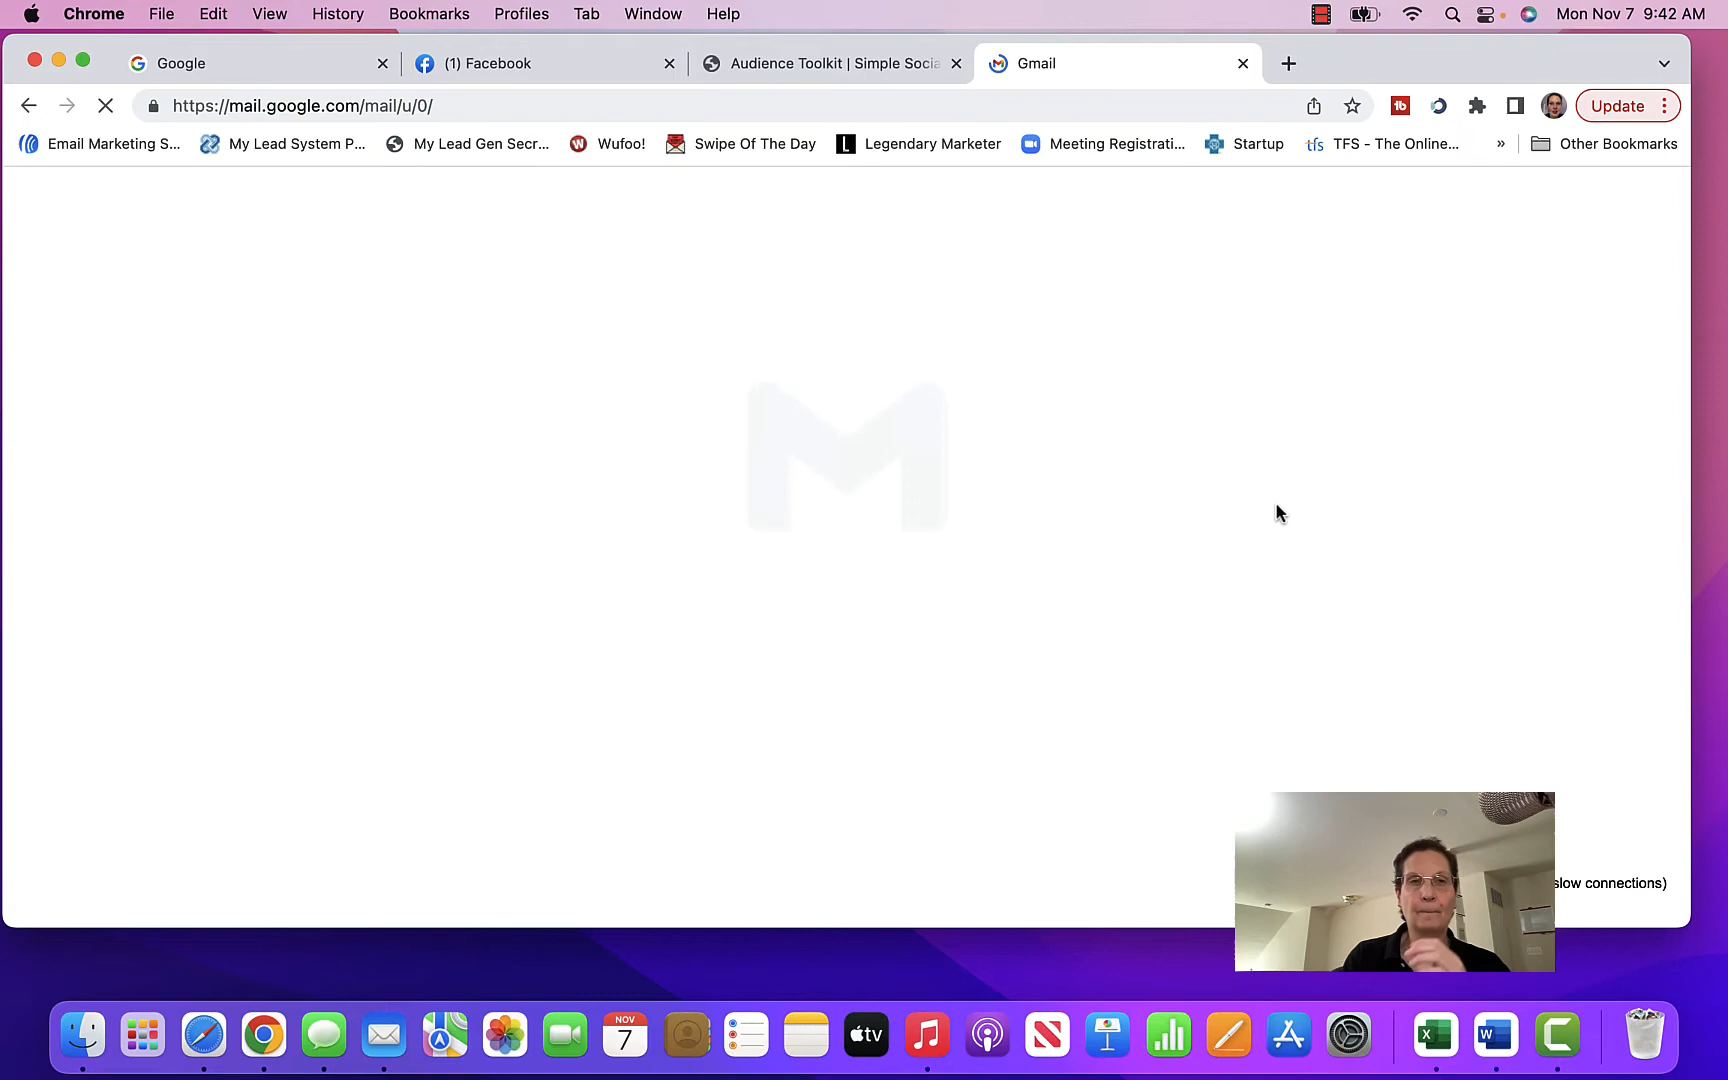 Chrome File Edit View History Bookmarks Profiles Tab Window Help Mon Nov 7 9:42 AM
Google (1) Facebook Audience Toolkit | Simple Socia Gmail
https://mail.google.com/mail/u/0/ Update
Email Marketing S... My Lead System P... My Lead Gen Secr... Wufoo! Swipe Of The Day Legendary Marketer Meeting Registrati... Startup tfs TFS - The Online... » Other Bookmarks
slow connections)
NOV
7
tv